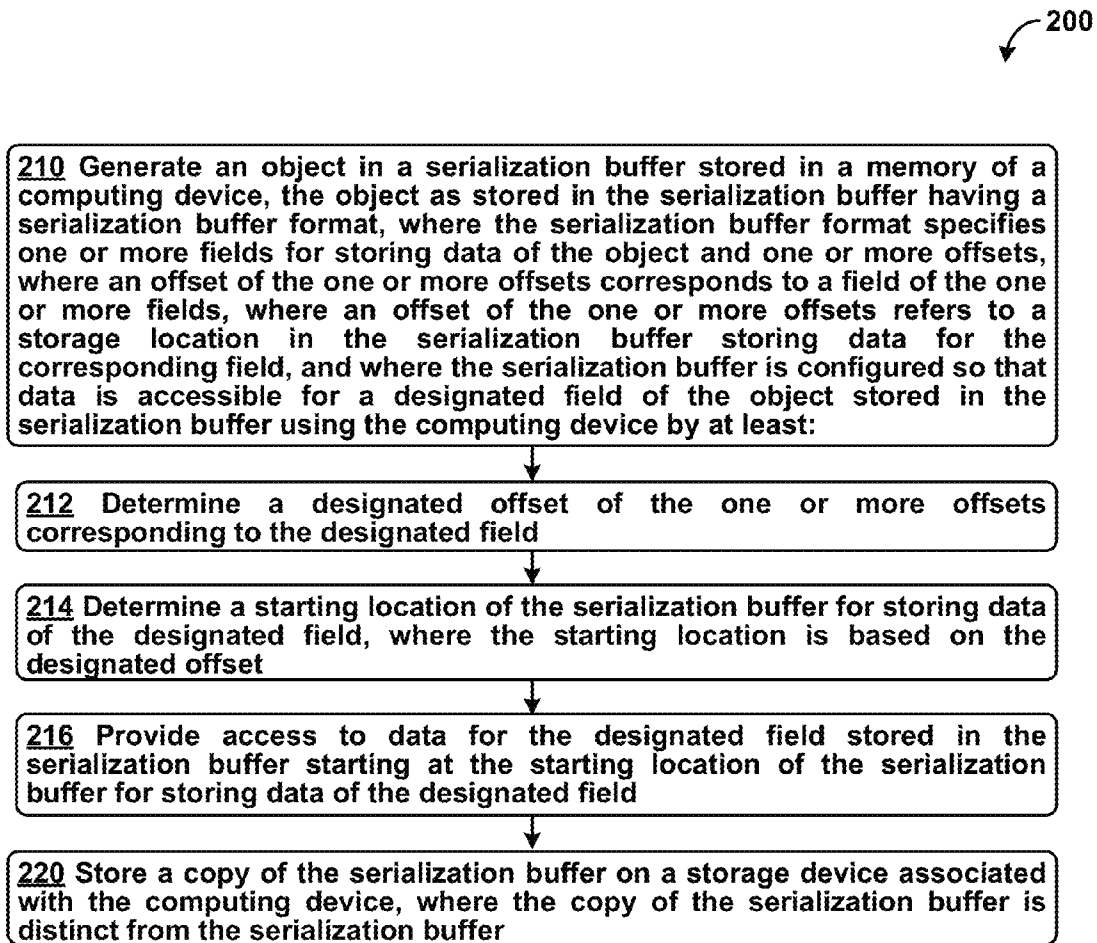 200
210 Generate an object in a serialization buffer stored in a memory of a
computing device, the object as stored in the serialization buffer having a
serialization buffer format, where the serialization buffer format specifies
one or more fields for storing data of the object and one or more offsets,
where an offset of the one or more offsets corresponds to a field of the one
or more fields, where an offset of the one or more offsets refers to a
storage location in the serialization buffer storing data for the
corresponding field, and where the serialization buffer is configured so that
data is accessible for a designated field of the object stored in the
serialization buffer using the computing device by at least:
212 Determine a designated offset of the one or more offsets
corresponding to the designated field
214 Determine a starting location of the serialization buffer for storing data
of the designated field, where the starting location is based on the
designated offset
216 Provide access to data for the designated field stored in the
serialization buffer starting at the starting location of the serialization
buffer for storing data of the designated field
220 Store a copy of the serialization buffer on a storage device associated
with the computing device, where the copy of the serialization buffer is
distinct from the serialization buffer